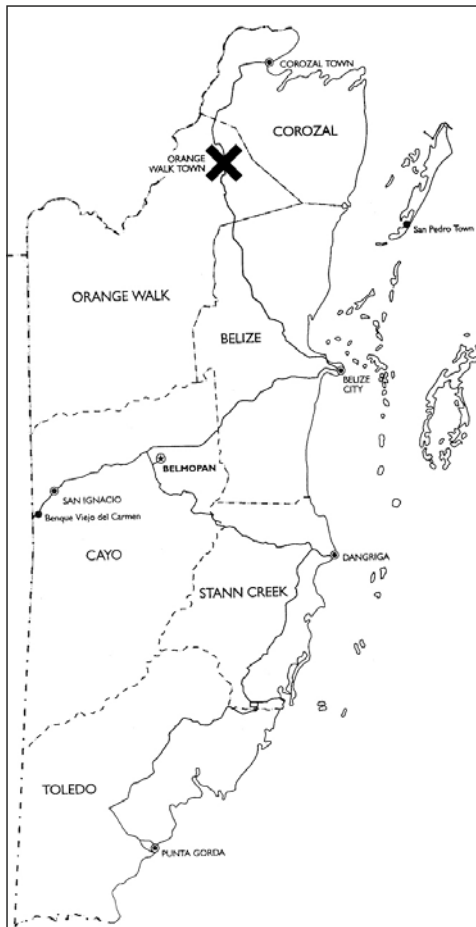 COROZAL TOWN
COROZAL
ORANGE
WALK TOWN
San Pedro Town
ORANGE WALK
BELIZE
BELIZE
CITY
BELMOPAN
SAN IGNACIO
Benque Viejo del Carmen
CAYO
DANGRIGA
STANN CREEK
TOLEDO
PUNTA GORDA